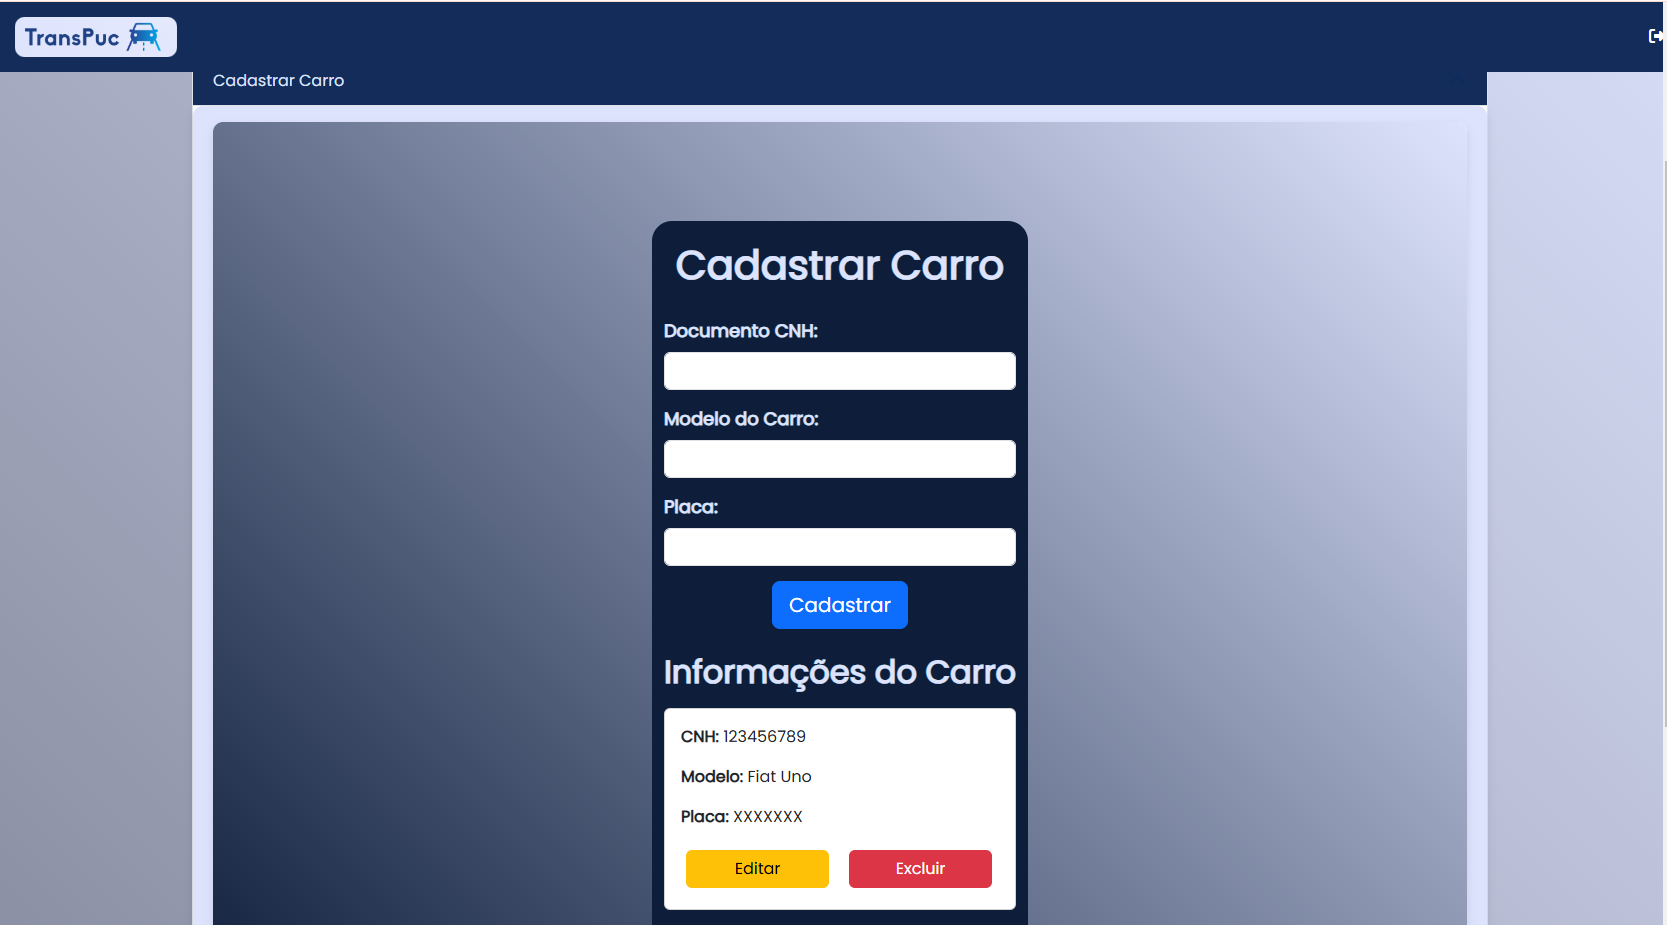 TransPuc
Cadastrar Carro
Cadastrar Carro
Documento CNH:
Modelo do Carro:
Placa:
Cadastrar
Informações do Carro
CNH: 123456789
Modelo: Fiat Uno
Placa: XXXXXXX
Editar Excluir